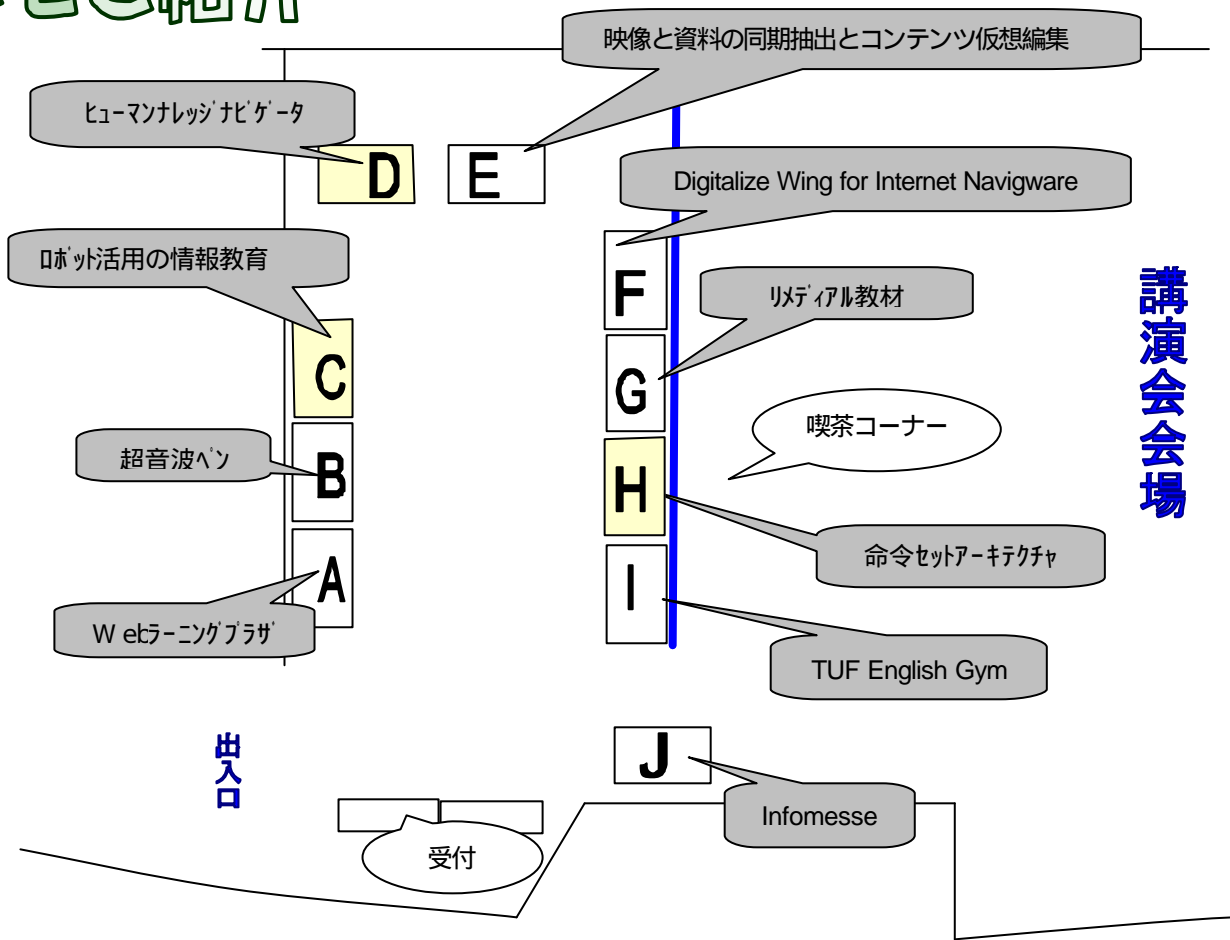 紹介
映像と資料の同期抽出とコンテンツ仮想編集
ﾋｭｰﾏﾝﾅﾚｯｼﾞﾅﾋﾞｹﾞｰﾀ
D
E
Digitalize Wing for Internet Navigware
ﾛﾎﾞｯﾄ活用の情報教育
F
ﾘﾒﾃﾞｨｱﾙ教材
講演会会場
C
G
喫茶コーナー
超音波ﾍﾟﾝ
B
H
命令ｾｯﾄｱｰｷﾃｸﾁｬ
A
I
Webﾗｰﾆﾝｸﾞﾌﾟﾗｻﾞ
TUF English Gym
出入口
J
Infomesse
受付